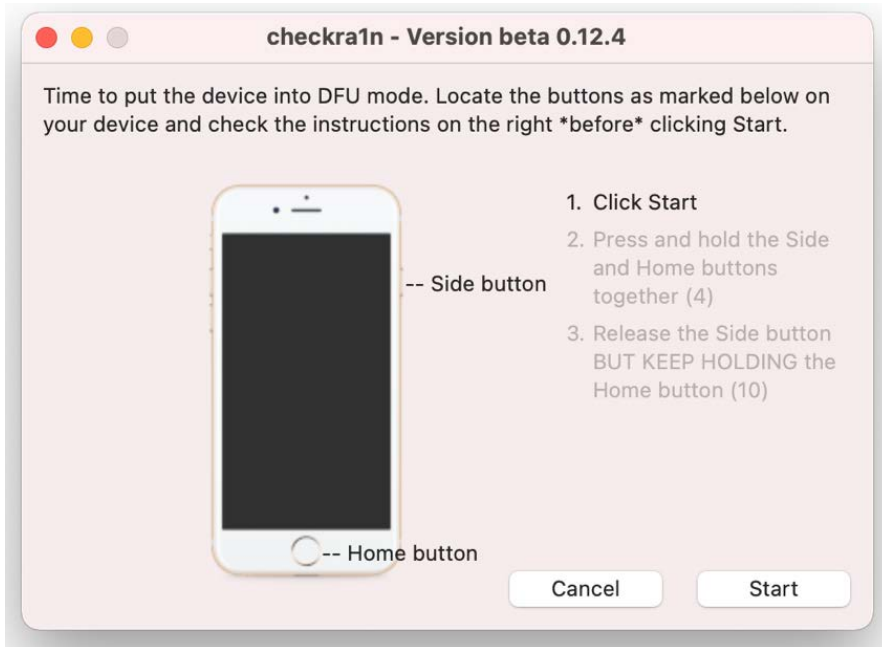 checkra1n - Version beta 0.12.4
Time to put the device into DFU mode. Locate the buttons as marked below on
your device and check the instructions on the right *before* clicking Start.
-- Side button
-- Home button
1. Click Start
2. Press and hold the Side
and Home buttons
together (4)
3. Release the Side button
BUT KEEP HOLDING the
Home button (10)
Cancel
Start